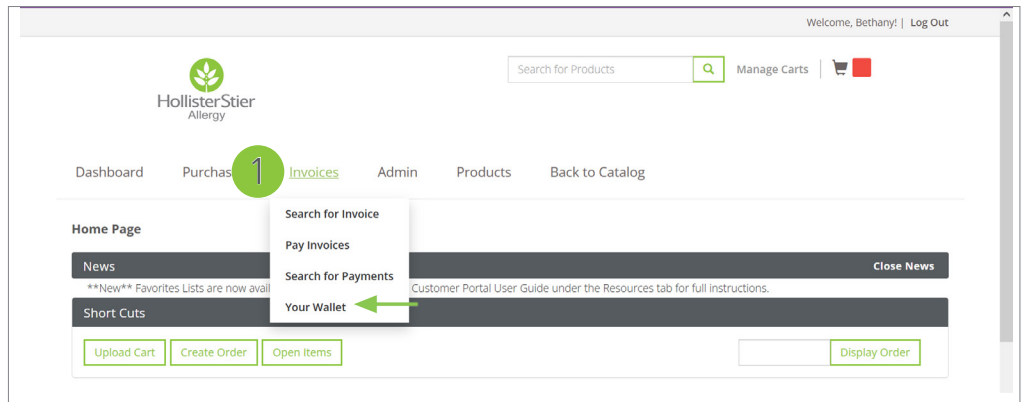 Welcome, Bethany! | Log Out
HollisterStier
Allergy
Search for Products
Manage Carts
Dashboard Purchas 1 Invoices Admin Products Back to Catalog
Search for Invoice
Pay Invoices
Search for Payments
Your Wallet
Home Page
News Close News
**New** Favorites Lists are now avail Customer Portal User Guide under the Resources tab for full instructions.
Short Cuts
Upload Cart Create Order Open Items Display Order